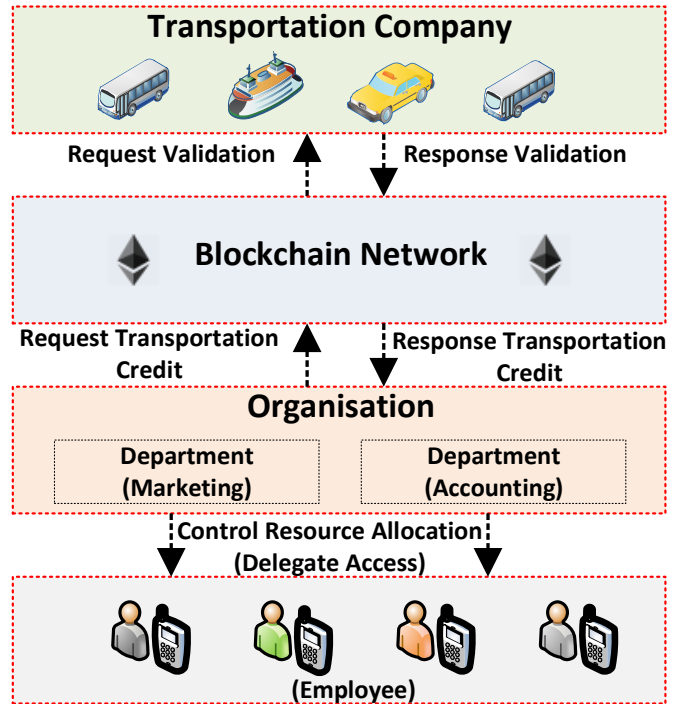 Transportation Company
Request Validation
Response Validation
Blockchain Network
Request Transportation
Credit
Response Transportation
Credit
Organisation
Department
(Marketing)
Department
(Accounting)
Control Resource Allocation
(Delegate Access)
(Employee)